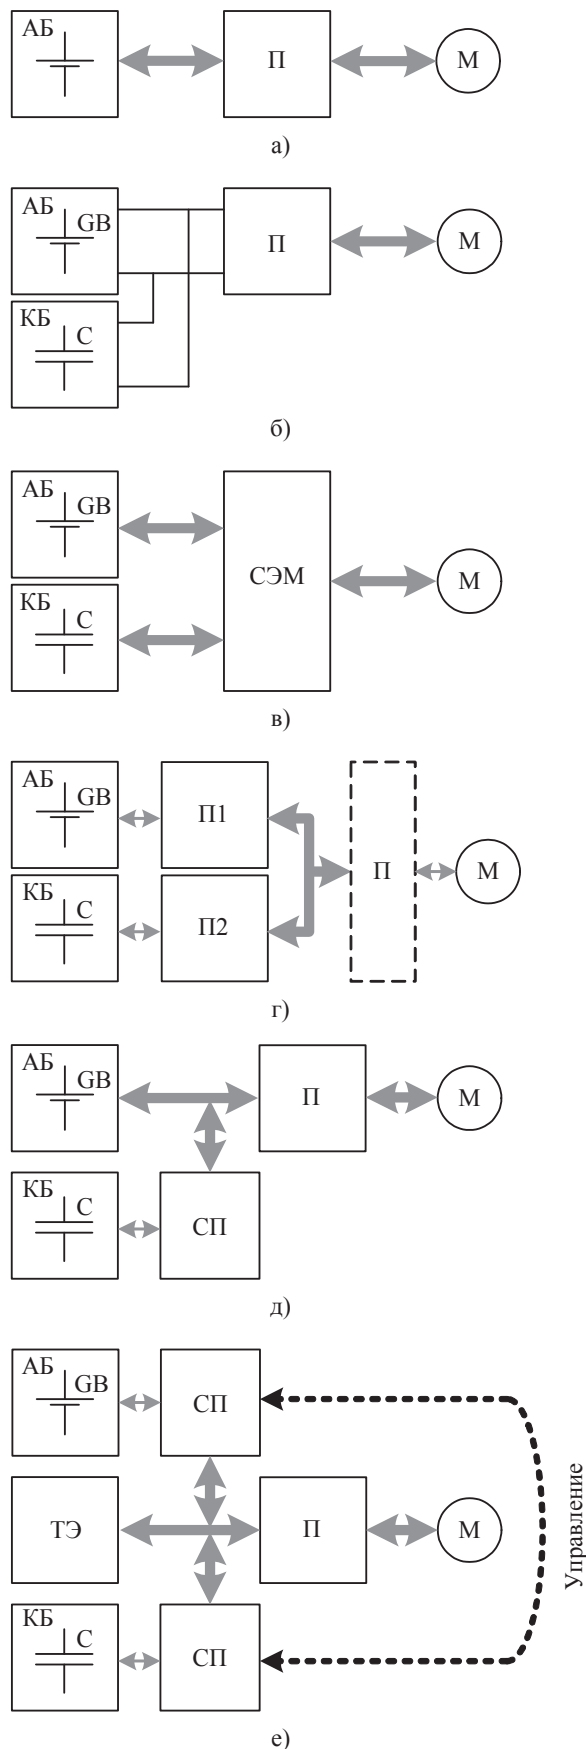 АБ
П
М
а)
АБ
GB
П
М
КБ
C
б)
АБ
GB
СЭМ
М
КБ
C
в)
АБ
GB
П1
П
М
КБ
C
П2
г)
АБ
GB
П
М
КБ
C
СП
д)
АБ
GB
СП
ТЭ
П
М
Управление
КБ
C
СП
е)